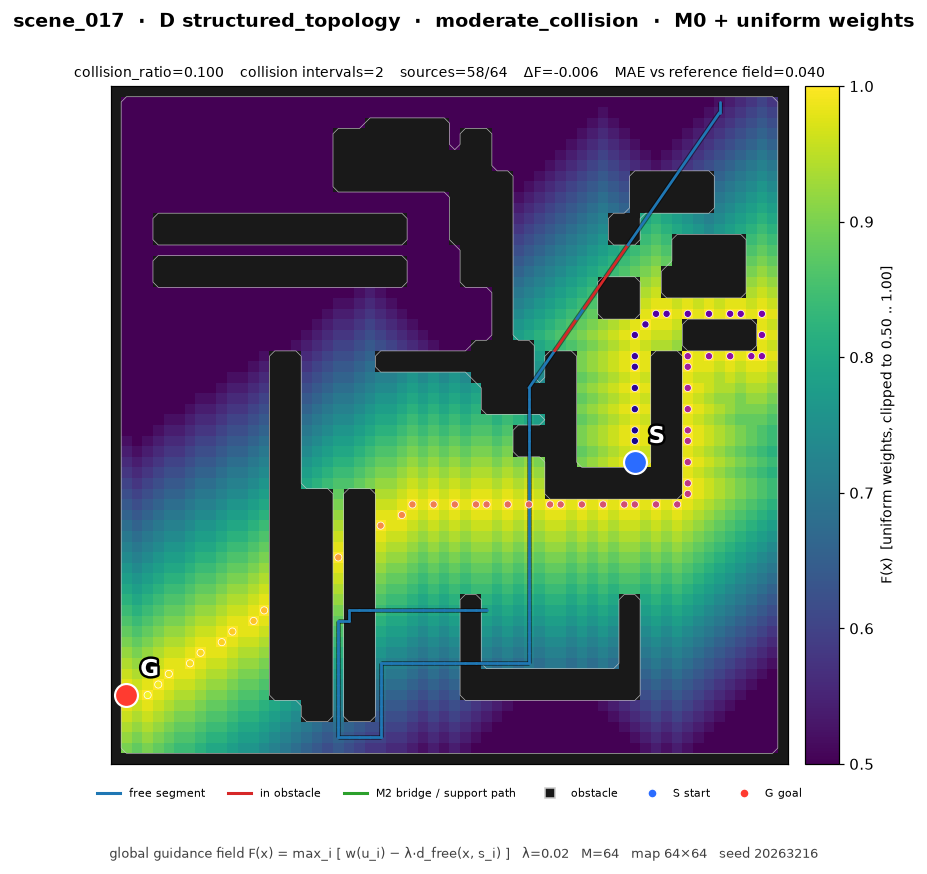 scene_017 · D structured_topology · moderate_collision · M0 + uniform weights
collision_ratio=0.100 collision intervals=2 sources=58/64 ΔF=-0.006 MAE vs reference field=0.040
S
G
1.0
0.9
0.8
0.7
0.6
0.5
F(x) [uniform weights, clipped to 0.50 .. 1.00]
free segment
in obstacle
M2 bridge / support path
obstacle
S start
G goal
global guidance field F(x) = max_i [ w(u_i) − λ·d_free(x, s_i) ] λ=0.02 M=64 map 64×64 seed 20263216